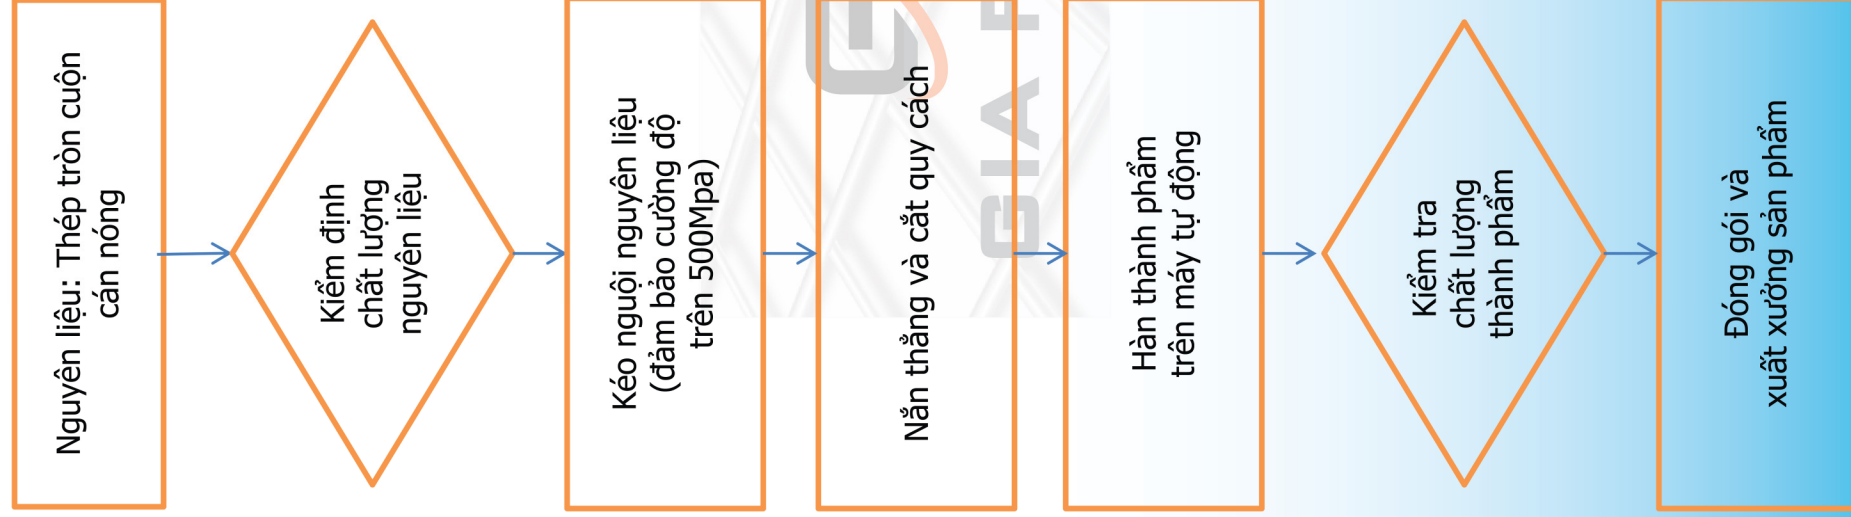 Nguyên liệu: Thép tròn cuộn
cán nóng
Kiểm định
chất lượng
nguyên liệu
Kéo nguội nguyên liệu
(đảm bảo cường độ
trên 500Mpa)
Nắn thẳng và cắt quy cách
Hàn thành phẩm
trên máy tự động
Kiểm tra
chất lượng
thành phẩm
Đóng gói và
xuất xưởng sản phẩm
GIA